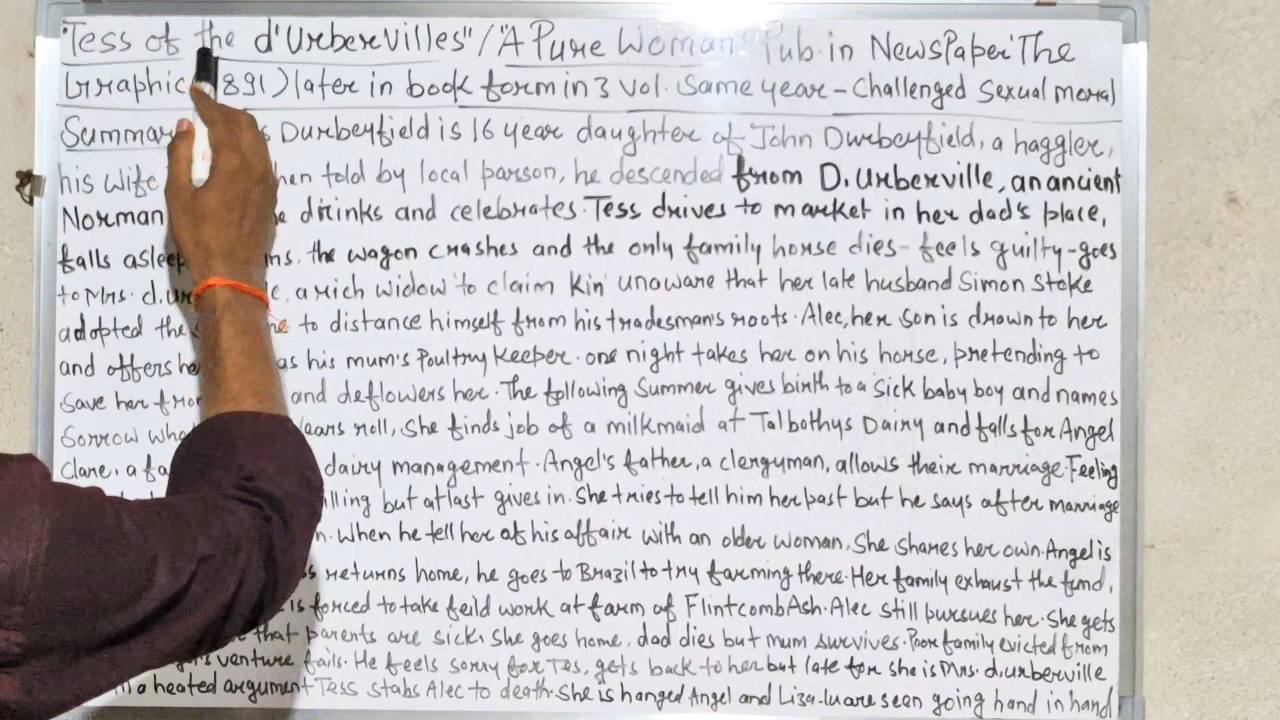 "Tess of the d'Urbervilles"/"A Pure Woman" Pub. in NewsPaper 'The
Graphic 1891) later in book form in 3 vol. Same year - Challenged Sexual moral
Summar Durbeyfield is 16 year daughter of John Durbeyfield, a haggler,
his wife hen told by local parson, he descended from D. Urberville, an ancient
Norman e drinks and celebrates. Tess drives to market in her dad's place,
falls asleep ins. the wagon crashes and the only family horse dies - feels guilty - goes
to Mrs. d.ur e, a rich widow 'to claim kin' unaware that her late husband Simon Stoke
adopted the ne to distance himself from his tradesman's roots. Alec, her son is drawn to her
and offers he as his mum's Poultry Keeper. one night takes her on his horse, pretending to
save her from and deflowers her. The following Summer gives birth to a sick baby boy and names
Sorrow wh ears roll, She finds job of a milkmaid at Talbothys Dairy and falls for Angel
Clare, a fa dairy management. Angel's father, a clergyman, allows their marriage. Feeling
illing but at last gives in. She tries to tell him her past but he says after marriage
n. When he tell her of his affair with an older woman, She shares her own. Angel is
ss returns home, he goes to Brazil to try farming there. Her family exhaust the fund,
is forced to take feild work at farm of Flintcomb Ash. Alec still pursues her. She gets
that parents are sick. She goes home, dad dies but mum survives. Poor family evicted from
venture fails. He feels sorry for Tes, gets back to her but late for she is Mrs. d.urberville
a heated argument Tess stabs Alec to death. She is hanged Angel and Liza-lu are seen going hand in hand